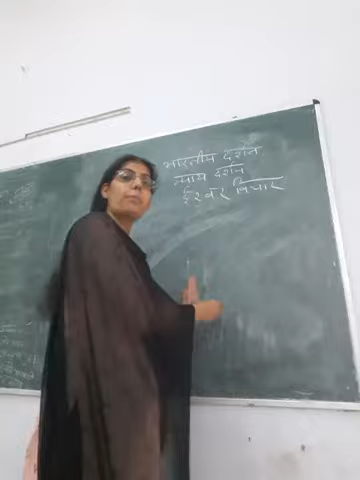 भारतीय दर्शन
न्याय दर्शन
ईश्वर विचार